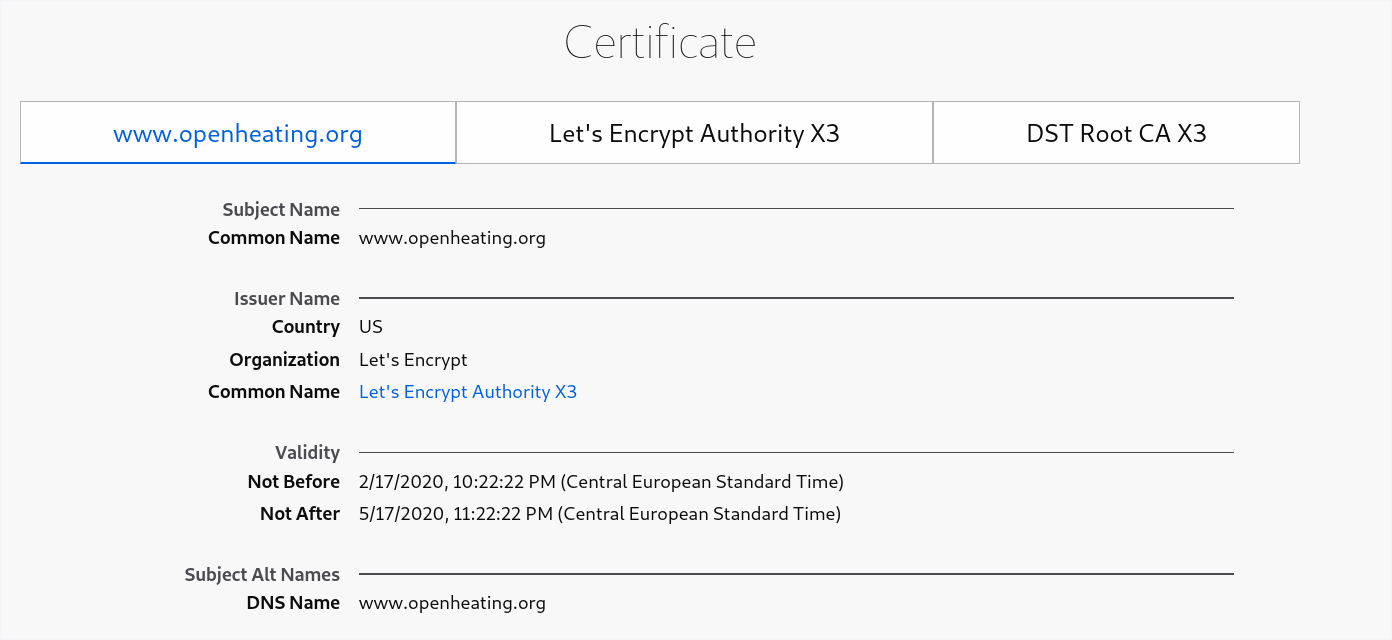 Certificate
www.openheating.org
Let's Encrypt Authority X3
DST Root CA X3
Subject Name
Common Name www.openheating.org
Issuer Name
Country US
Organization Let's Encrypt
Common Name Let's Encrypt Authority X3
Validity
Not Before 2/17/2020, 10:22:22 PM (Central European Standard Time)
Not After 5/17/2020, 11:22:22 PM (Central European Standard Time)
Subject Alt Names
DNS Name www.openheating.org